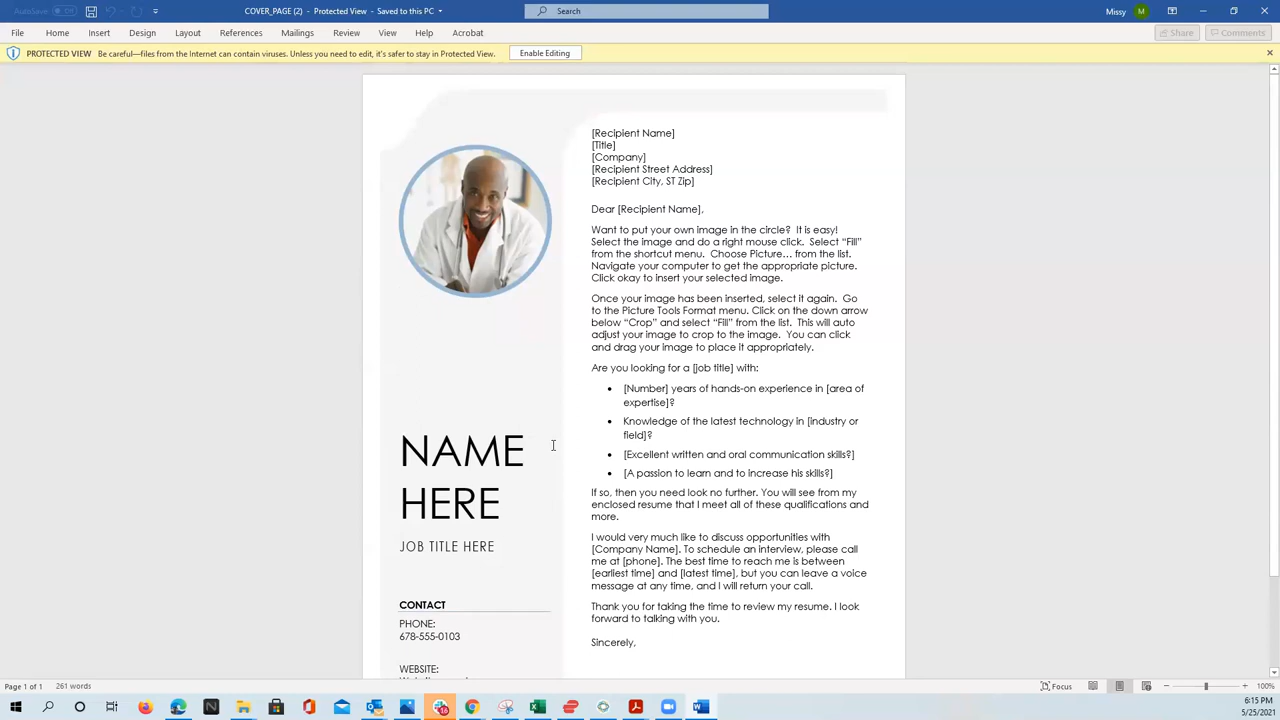 AutoSave Off
COVER_PAGE (2) - Protected View - Saved to this PC
Search
Missy M
File Home Insert Design Layout References Mailings Review View Help Acrobat
Share Comments
PROTECTED VIEW Be careful—files from the Internet can contain viruses. Unless you need to edit, it's safer to stay in Protected View. Enable Editing
NAME
HERE
JOB TITLE HERE
CONTACT
PHONE:
678-555-0103
WEBSITE:
[Recipient Name]
[Title]
[Company]
[Recipient Street Address]
[Recipient City, ST Zip]
Dear [Recipient Name],
Want to put your own image in the circle? It is easy!
Select the image and do a right mouse click. Select “Fill”
from the shortcut menu. Choose Picture… from the list.
Navigate your computer to get the appropriate picture.
Click okay to insert your selected image.
Once your image has been inserted, select it again. Go
to the Picture Tools Format menu. Click on the down arrow
below “Crop” and select “Fill” from the list. This will auto
adjust your image to crop to the image. You can click
and drag your image to place it appropriately.
Are you looking for a [job title] with:
• [Number] years of hands-on experience in [area of
expertise]?
• Knowledge of the latest technology in [industry or
field]?
• [Excellent written and oral communication skills?]
• [A passion to learn and to increase his skills?]
If so, then you need look no further. You will see from my
enclosed resume that I meet all of these qualifications and
more.
I would very much like to discuss opportunities with
[Company Name]. To schedule an interview, please call
me at [phone]. The best time to reach me is between
[earliest time] and [latest time], but you can leave a voice
message at any time, and I will return your call.
Thank you for taking the time to review my resume. I look
forward to talking with you.
Sincerely,
Page 1 of 1 261 words
Focus
100%
6:15 PM
5/25/2021